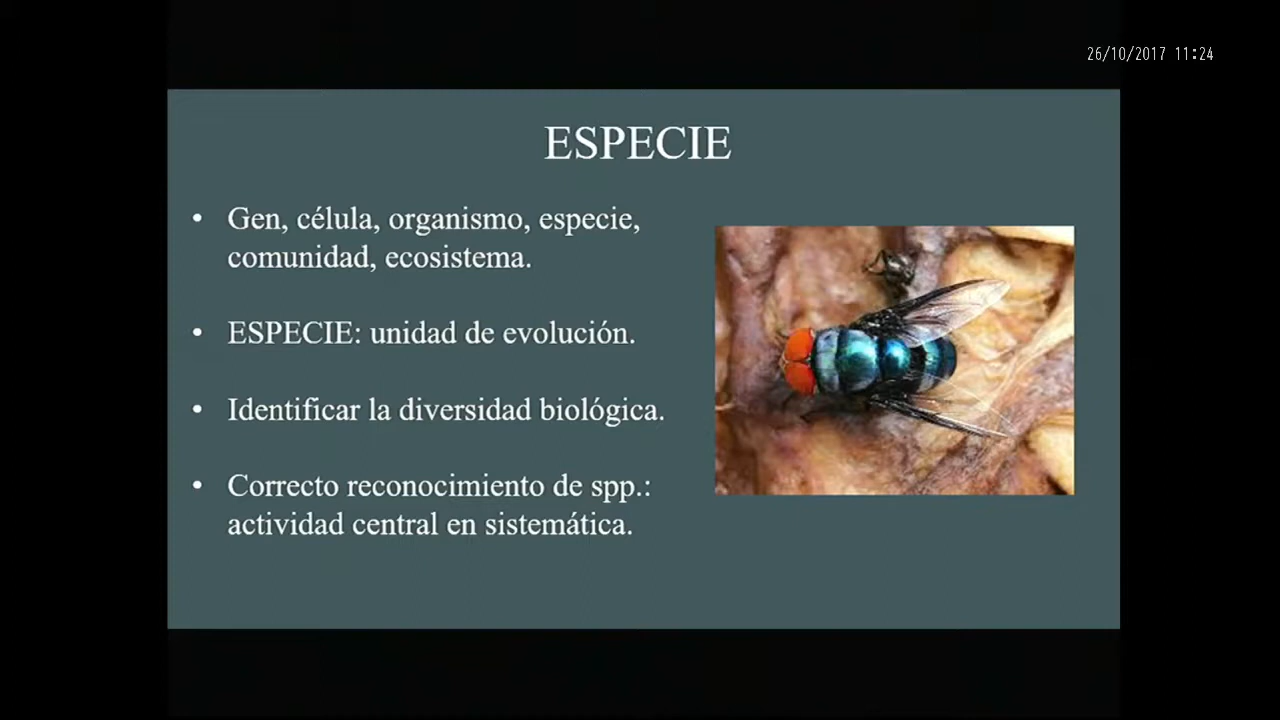 26/10/2017 11:24
ESPECIE
• Gen, célula, organismo, especie,
comunidad, ecosistema.
• ESPECIE: unidad de evolución.
• Identificar la diversidad biológica.
• Correcto reconocimiento de spp.:
actividad central en sistemática.